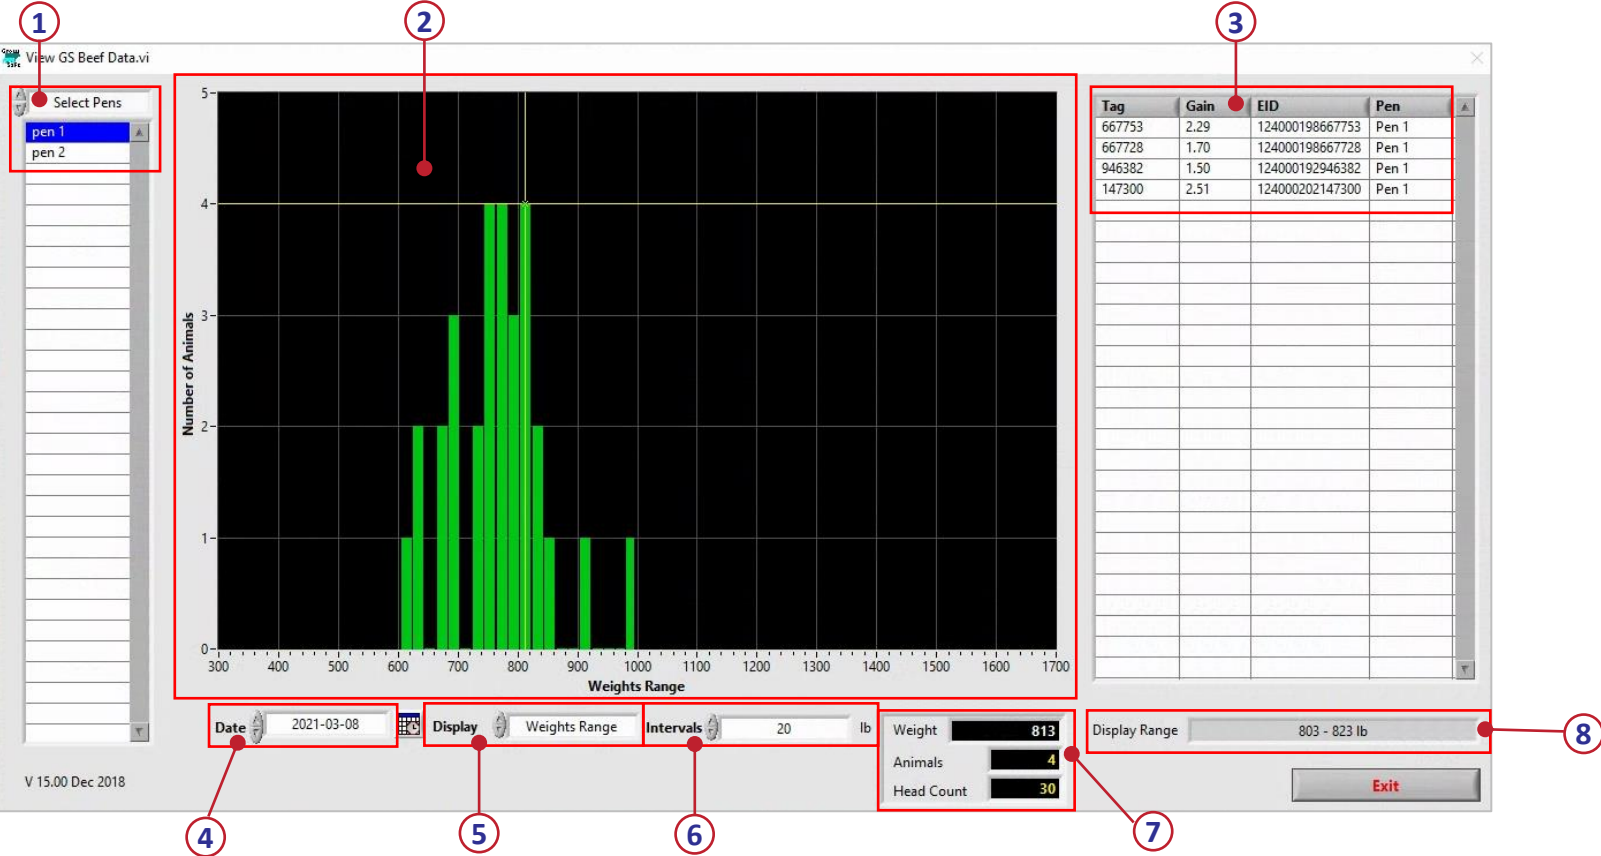 1
2
3
View GS Beef Data.vi
Select Pens
pen 1
pen 2
5
4
3
2
1
0
Number of Animals
300 400 500 600 700 800 900 1000 1100 1200 1300 1400 1500 1600 1700
Weights Range
Tag Gain EID Pen
667753 2.29 124000198667753 Pen 1
667728 1.70 124000198667728 Pen 1
946382 1.50 124000192946382 Pen 1
147300 2.51 124000202147300 Pen 1
Date 2021-03-08
Display Weights Range
Intervals 20 lb
Weight 813
Animals 4
Head Count 30
Display Range 803 - 823 lb
8
V 15.00 Dec 2018
Exit
4
5
6
7